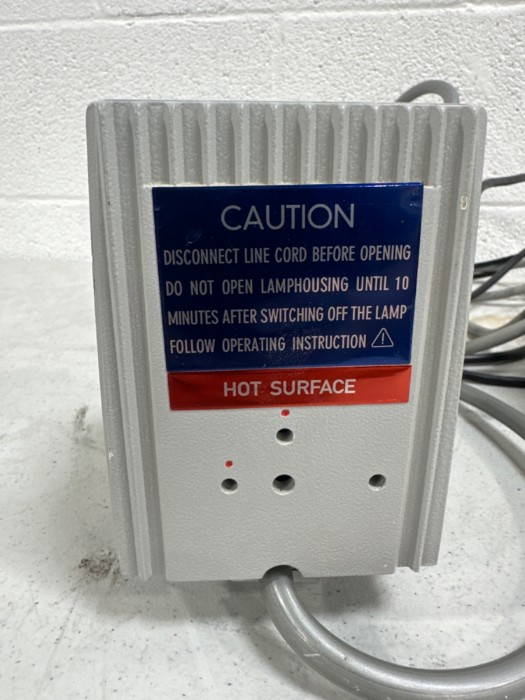 CAUTION
DISCONNECT LINE CORD BEFORE OPENING
DO NOT OPEN LAMPHOUSING UNTIL 10
MINUTES AFTER SWITCHING OFF THE LAMP
FOLLOW OPERATING INSTRUCTION ⚠
HOT SURFACE